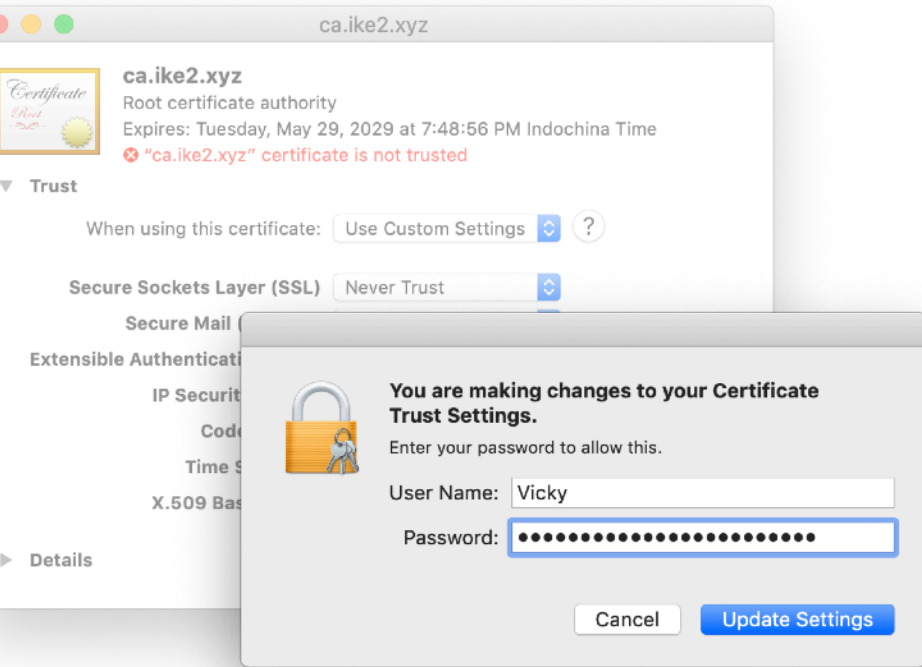 ca.ike2.xyz
Certificate
Root
ca.ike2.xyz
Root certificate authority
Expires: Tuesday, May 29, 2029 at 7:48:56 PM Indochina Time
“ca.ike2.xyz” certificate is not trusted
Trust
When using this certificate: Use Custom Settings ?
Secure Sockets Layer (SSL) Never Trust
Secure Mail (
Extensible Authenticati
IP Securit
Code
Time S
X.509 Bas
Details
You are making changes to your Certificate
Trust Settings.
Enter your password to allow this.
User Name: Vicky
Password: ••••••••••••••••••••••••
Cancel Update Settings